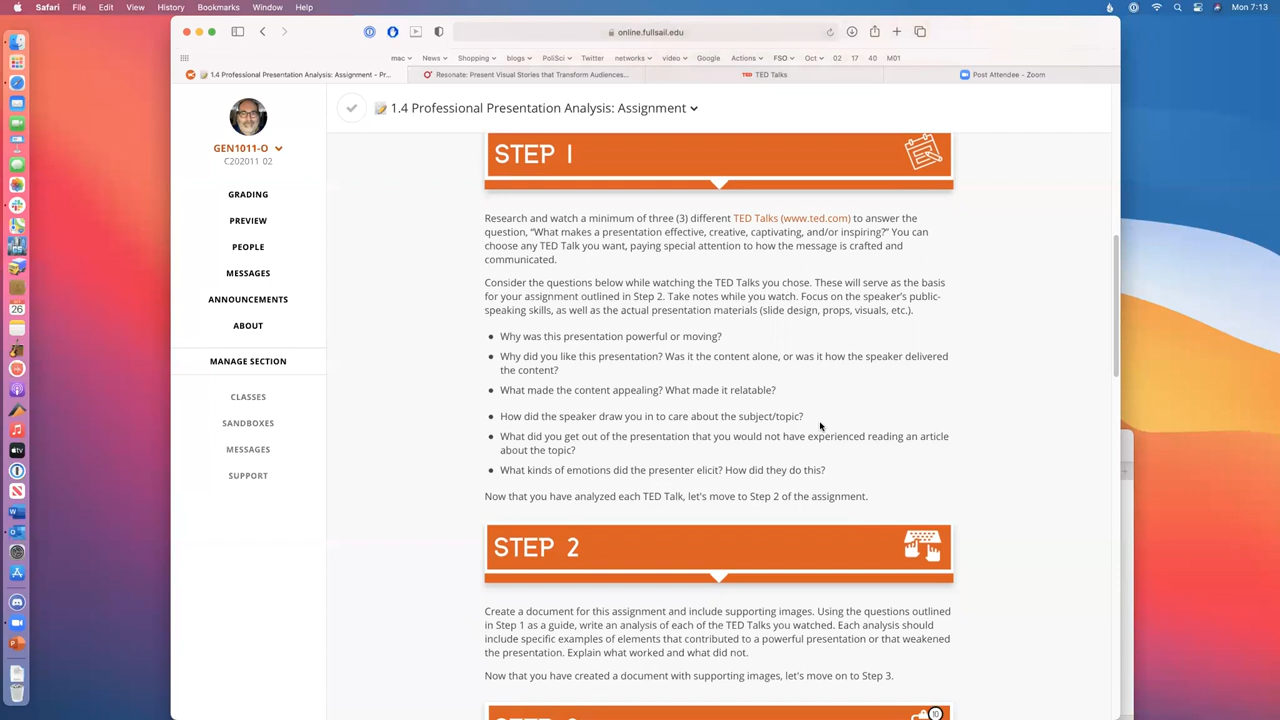 Safari File Edit View History Bookmarks Window Help
Mon 7:13
online.fullsail.edu
mac News Shopping blogs PoliSci Twitter networks video Google Actions FSO Oct 02 17 40 M01
1.4 Professional Presentation Analysis: Assignment - Pr...
Resonate: Present Visual Stories that Transform Audiences...
TED TED Talks
Post Attendee - Zoom
1.4 Professional Presentation Analysis: Assignment
GEN1011-O
C202011 02
GRADING
PREVIEW
PEOPLE
MESSAGES
ANNOUNCEMENTS
ABOUT
MANAGE SECTION
CLASSES
SANDBOXES
MESSAGES
SUPPORT
STEP 1
Research and watch a minimum of three (3) different TED Talks (www.ted.com) to answer the
question, “What makes a presentation effective, creative, captivating, and/or inspiring?” You can
choose any TED Talk you want, paying special attention to how the message is crafted and
communicated.
Consider the questions below while watching the TED Talks you chose. These will serve as the basis
for your assignment outlined in Step 2. Take notes while you watch. Focus on the speaker’s public-
speaking skills, as well as the actual presentation materials (slide design, props, visuals, etc.).
• Why was this presentation powerful or moving?
• Why did you like this presentation? Was it the content alone, or was it how the speaker delivered
the content?
• What made the content appealing? What made it relatable?
• How did the speaker draw you in to care about the subject/topic?
• What did you get out of the presentation that you would not have experienced reading an article
about the topic?
• What kinds of emotions did the presenter elicit? How did they do this?
Now that you have analyzed each TED Talk, let's move to Step 2 of the assignment.
STEP 2
Create a document for this assignment and include supporting images. Using the questions outlined
in Step 1 as a guide, write an analysis of each of the TED Talks you watched. Each analysis should
include specific examples of elements that contributed to a powerful presentation or that weakened
the presentation. Explain what worked and what did not.
Now that you have created a document with supporting images, let's move on to Step 3.
10
26
tv